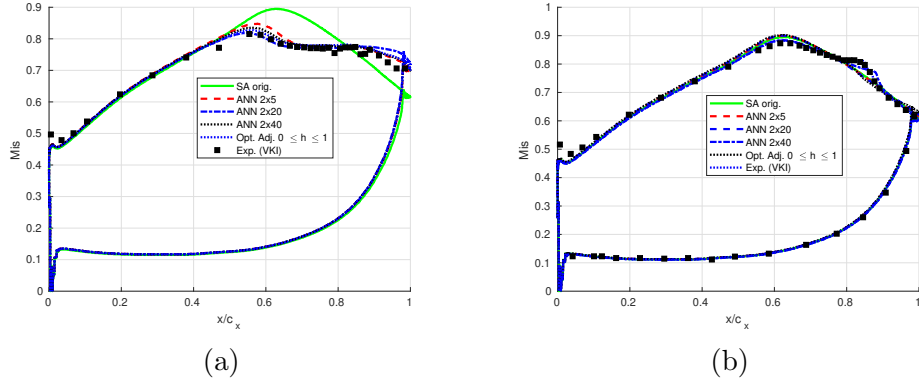 0.9
0.8
0.7
0.6
0.5
0.4
0.3
0.2
0.1
0
Mis
0 0.2 0.4 0.6 0.8 1
x/c x
SA orig.
ANN 2x5
ANN 2x20
ANN 2x40
Opt. Adj. 0 ≤ h ≤ 1
Exp. (VKI)
(a)
1
0.9
0.8
0.7
0.6
0.5
0.4
0.3
0.2
0.1
0
Mis
0 0.2 0.4 0.6 0.8 1
x/c x
SA orig.
ANN 2x5
ANN 2x20
ANN 2x40
Opt. Adj. 0 ≤ h ≤ 1
Exp. (VKI)
(b)